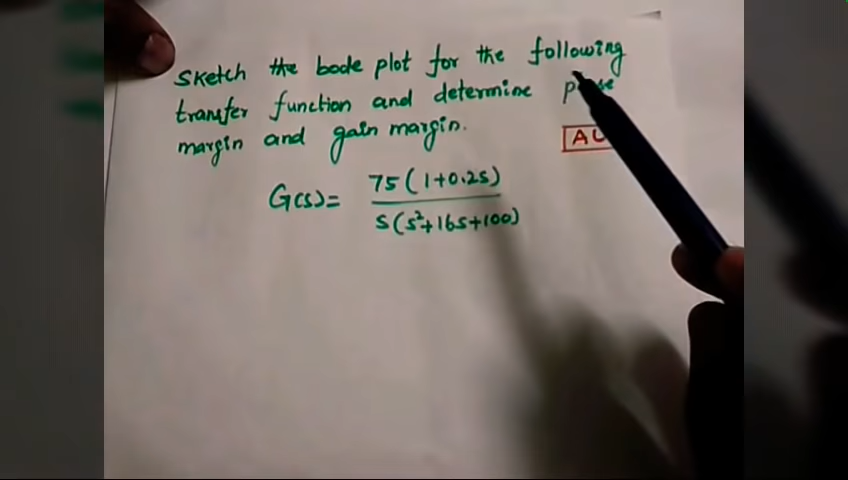 Sketch the bode plot for the following
transfer function and determine
margin and gain margin.
G(s)= 75(1+0.2s)
s(s²+16s+100)